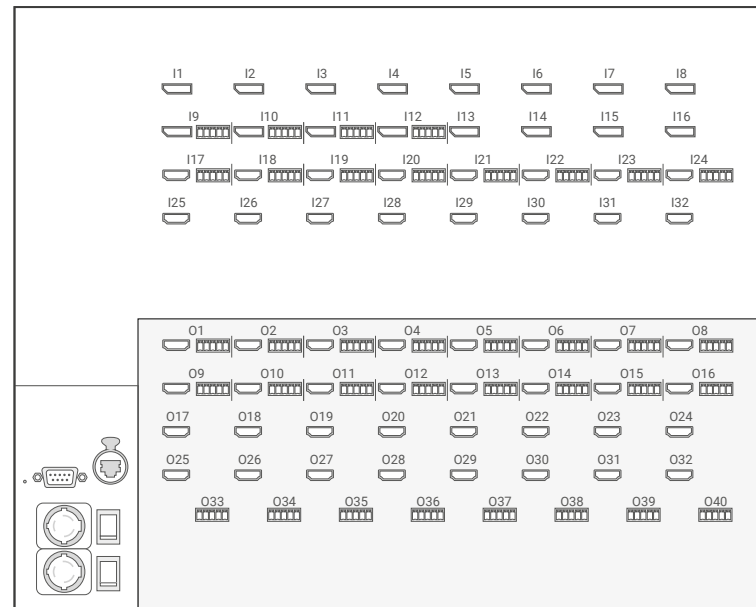 I1 I2 I3 I4 I5 I6 I7 I8
I9 I10 I11 I12 I13 I14 I15 I16
I17 I18 I19 I20 I21 I22 I23 I24
I25 I26 I27 I28 I29 I30 I31 I32
O1 O2 O3 O4 O5 O6 O7 O8
O9 O10 O11 O12 O13 O14 O15 O16
O17 O18 O19 O20 O21 O22 O23 O24
O25 O26 O27 O28 O29 O30 O31 O32
O33 O34 O35 O36 O37 O38 O39 O40